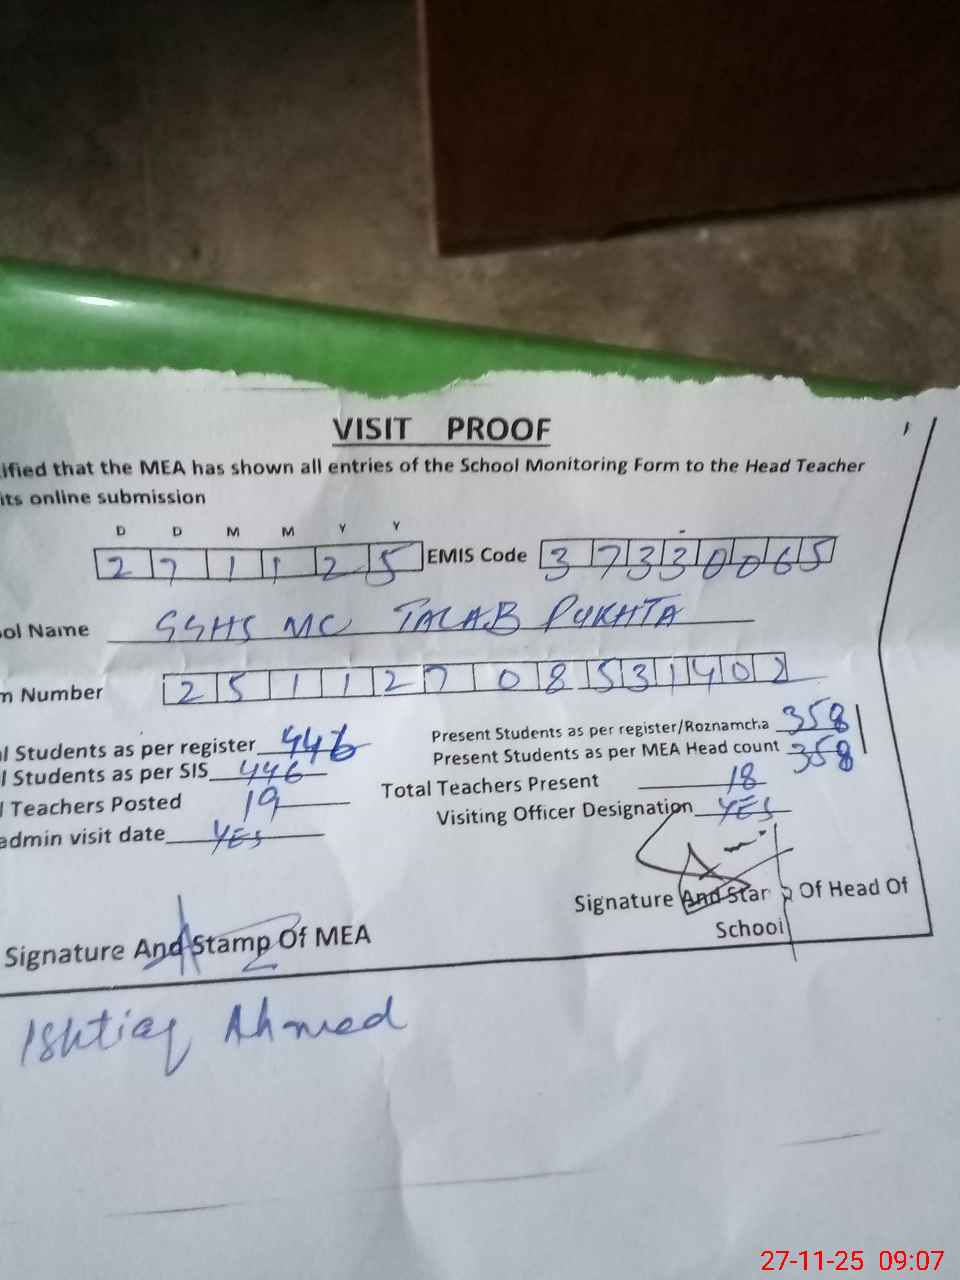 VISIT PROOF
ified that the MEA has shown all entries of the School Monitoring Form to the Head Teacher
its online submission
D D M M Y Y
2 7 1 1 2 5 EMIS Code 3 7 3 3 0 0 6 5
ool Name GGHS MC TALAB PUKHTA
m Number 2 5 1 1 2 7 0 8 5 3 1 4 0 2
l Students as per register 446 Present Students as per register/Roznamcha 358
l Students as per SIS 446 Present Students as per MEA Head count 358
l Teachers Posted 19 Total Teachers Present 18
admin visit date YES Visiting Officer Designation YES
Signature And Stamp Of MEA
Signature And Star Of Head Of
School
Ishtiaq Ahmed
27-11-25 09:07